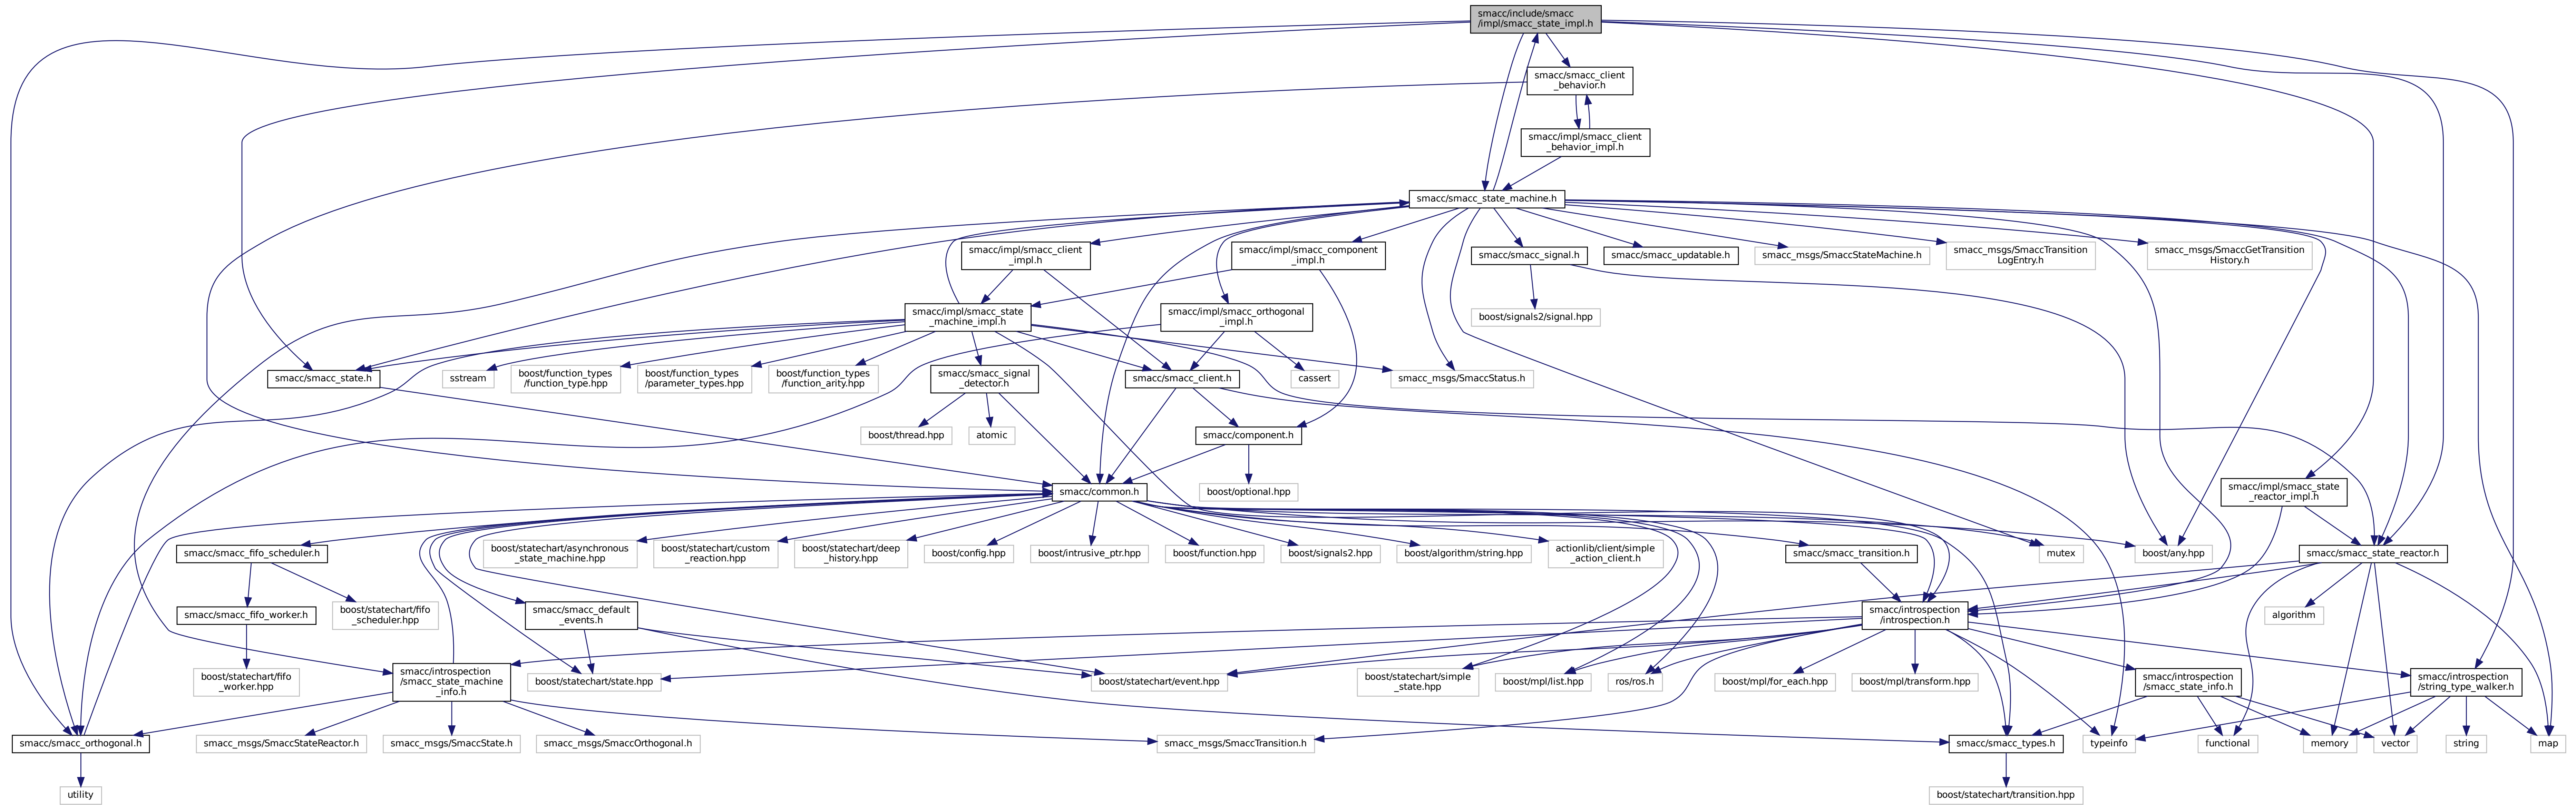 smacc/include/smacc
/impl/smacc_state_impl.h
smacc/smacc_client
_behavior.h
smacc/impl/smacc_client
_behavior_impl.h
smacc/smacc_state_machine.h
smacc/impl/smacc_client
_impl.h
smacc/impl/smacc_component
_impl.h
smacc/smacc_signal.h
smacc/smacc_updatable.h
smacc_msgs/SmaccStateMachine.h
smacc_msgs/SmaccTransition
LogEntry.h
smacc_msgs/SmaccGetTransition
History.h
smacc/impl/smacc_state
_machine_impl.h
smacc/impl/smacc_orthogonal
_impl.h
boost/signals2/signal.hpp
smacc/smacc_state.h
sstream
boost/function_types
/function_type.hpp
boost/function_types
/parameter_types.hpp
boost/function_types
/function_arity.hpp
smacc/smacc_signal
_detector.h
smacc/smacc_client.h
cassert
smacc_msgs/SmaccStatus.h
boost/thread.hpp
atomic
smacc/component.h
smacc/common.h
boost/optional.hpp
smacc/impl/smacc_state
_reactor_impl.h
smacc/smacc_fifo_scheduler.h
boost/statechart/asynchronous
_state_machine.hpp
boost/statechart/custom
_reaction.hpp
boost/statechart/deep
_history.hpp
boost/config.hpp
boost/intrusive_ptr.hpp
boost/function.hpp
boost/signals2.hpp
boost/algorithm/string.hpp
actionlib/client/simple
_action_client.h
smacc/smacc_transition.h
mutex
boost/any.hpp
smacc/smacc_state_reactor.h
smacc/smacc_fifo_worker.h
boost/statechart/fifo
_scheduler.hpp
smacc/smacc_default
_events.h
smacc/introspection
/introspection.h
algorithm
boost/statechart/fifo
_worker.hpp
smacc/introspection
/smacc_state_machine
_info.h
boost/statechart/state.hpp
boost/statechart/event.hpp
boost/statechart/simple
_state.hpp
boost/mpl/list.hpp
ros/ros.h
boost/mpl/for_each.hpp
boost/mpl/transform.hpp
smacc/introspection
/smacc_state_info.h
smacc/introspection
/string_type_walker.h
smacc/smacc_orthogonal.h
smacc_msgs/SmaccStateReactor.h
smacc_msgs/SmaccState.h
smacc_msgs/SmaccOrthogonal.h
smacc_msgs/SmaccTransition.h
smacc/smacc_types.h
typeinfo
functional
memory
vector
string
map
utility
boost/statechart/transition.hpp